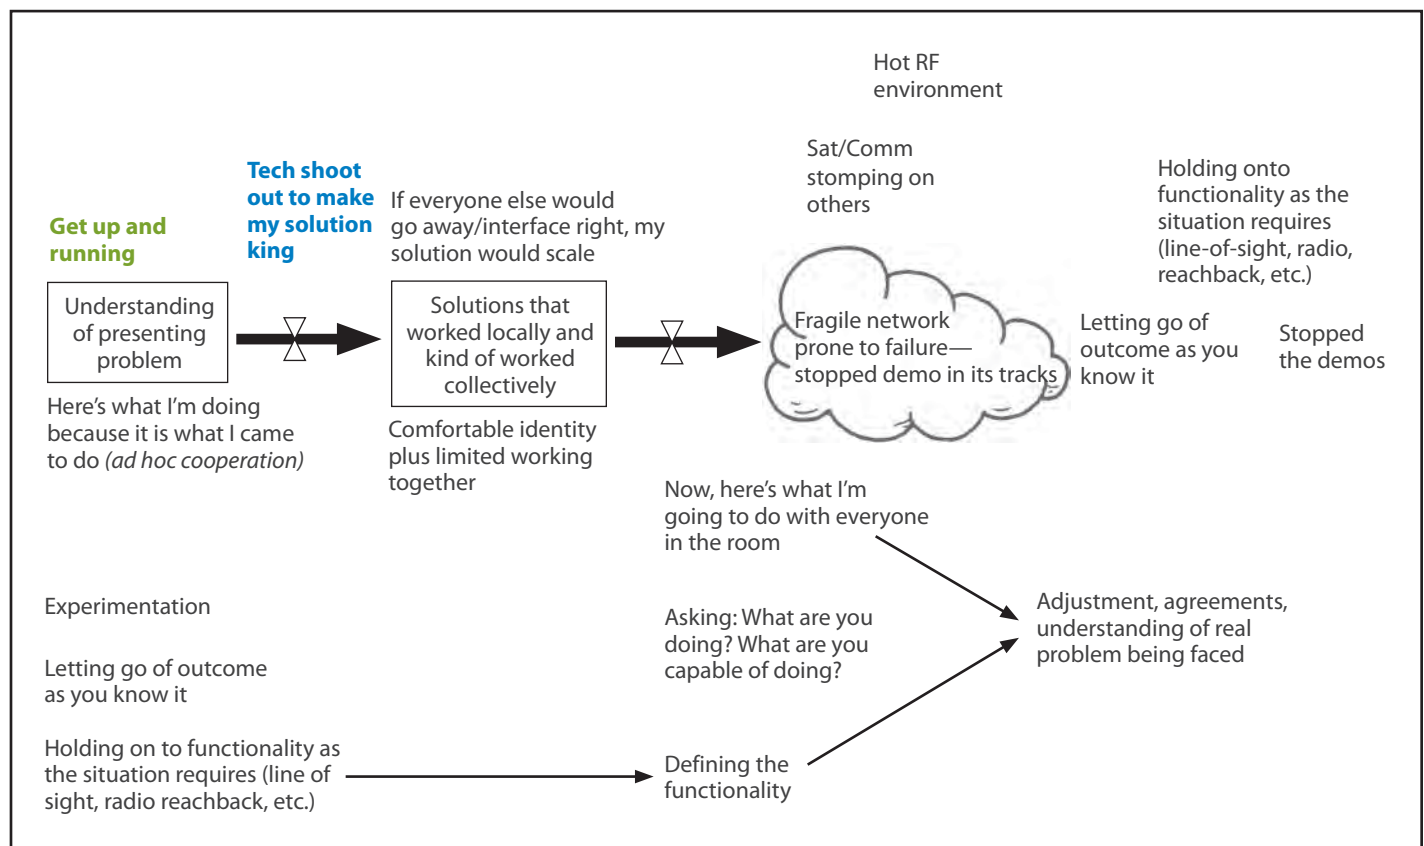 Hot RF
environment
Sat/Comm
stomping on
others
Holding onto
functionality as the
situation requires
(line-of-sight, radio,
reachback, etc.)
Tech shoot
out to make
my solution
king
If everyone else would
go away/interface right, my
solution would scale
Get up and
running
Understanding
of presenting
problem
Solutions that
worked locally and
kind of worked
collectively
Fragile network
prone to failure—
stopped demo in its tracks
Letting go of
outcome as you
know it
Stopped
the demos
Here's what I'm doing
because it is what I came
to do (ad hoc cooperation)
Comfortable identity
plus limited working
together
Now, here's what I'm
going to do with everyone
in the room
Experimentation
Asking: What are you
doing? What are you
capable of doing?
Adjustment, agreements,
understanding of real
problem being faced
Letting go of outcome
as you know it
Holding on to functionality as
the situation requires (line of
sight, radio reachback, etc.)
Defining the
functionality